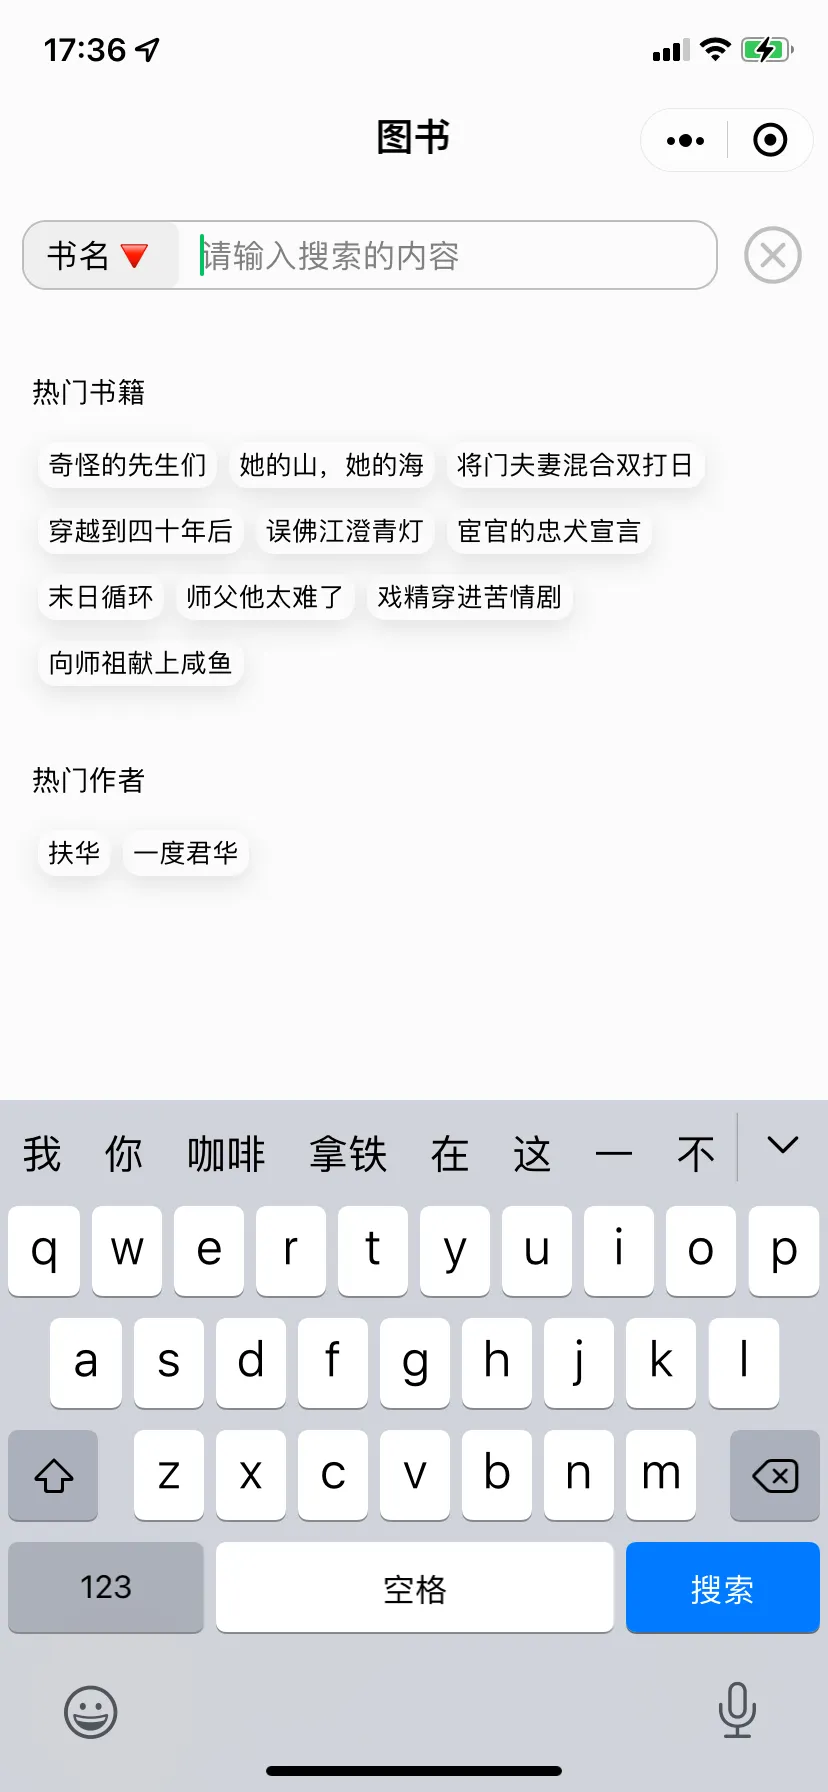 17:36
图书
书名 请输入搜索的内容
热门书籍
奇怪的先生们 她的山，她的海 将门夫妻混合双打日
穿越到四十年后 误佛江澄青灯 宦官的忠犬宣言
末日循环 师父他太难了 戏精穿进苦情剧
向师祖献上咸鱼
热门作者
扶华 一度君华
我 你 咖啡 拿铁 在 这 一 不
q w e r t y u i o p
a s d f g h j k l
z x c v b n m
123 空格 搜索